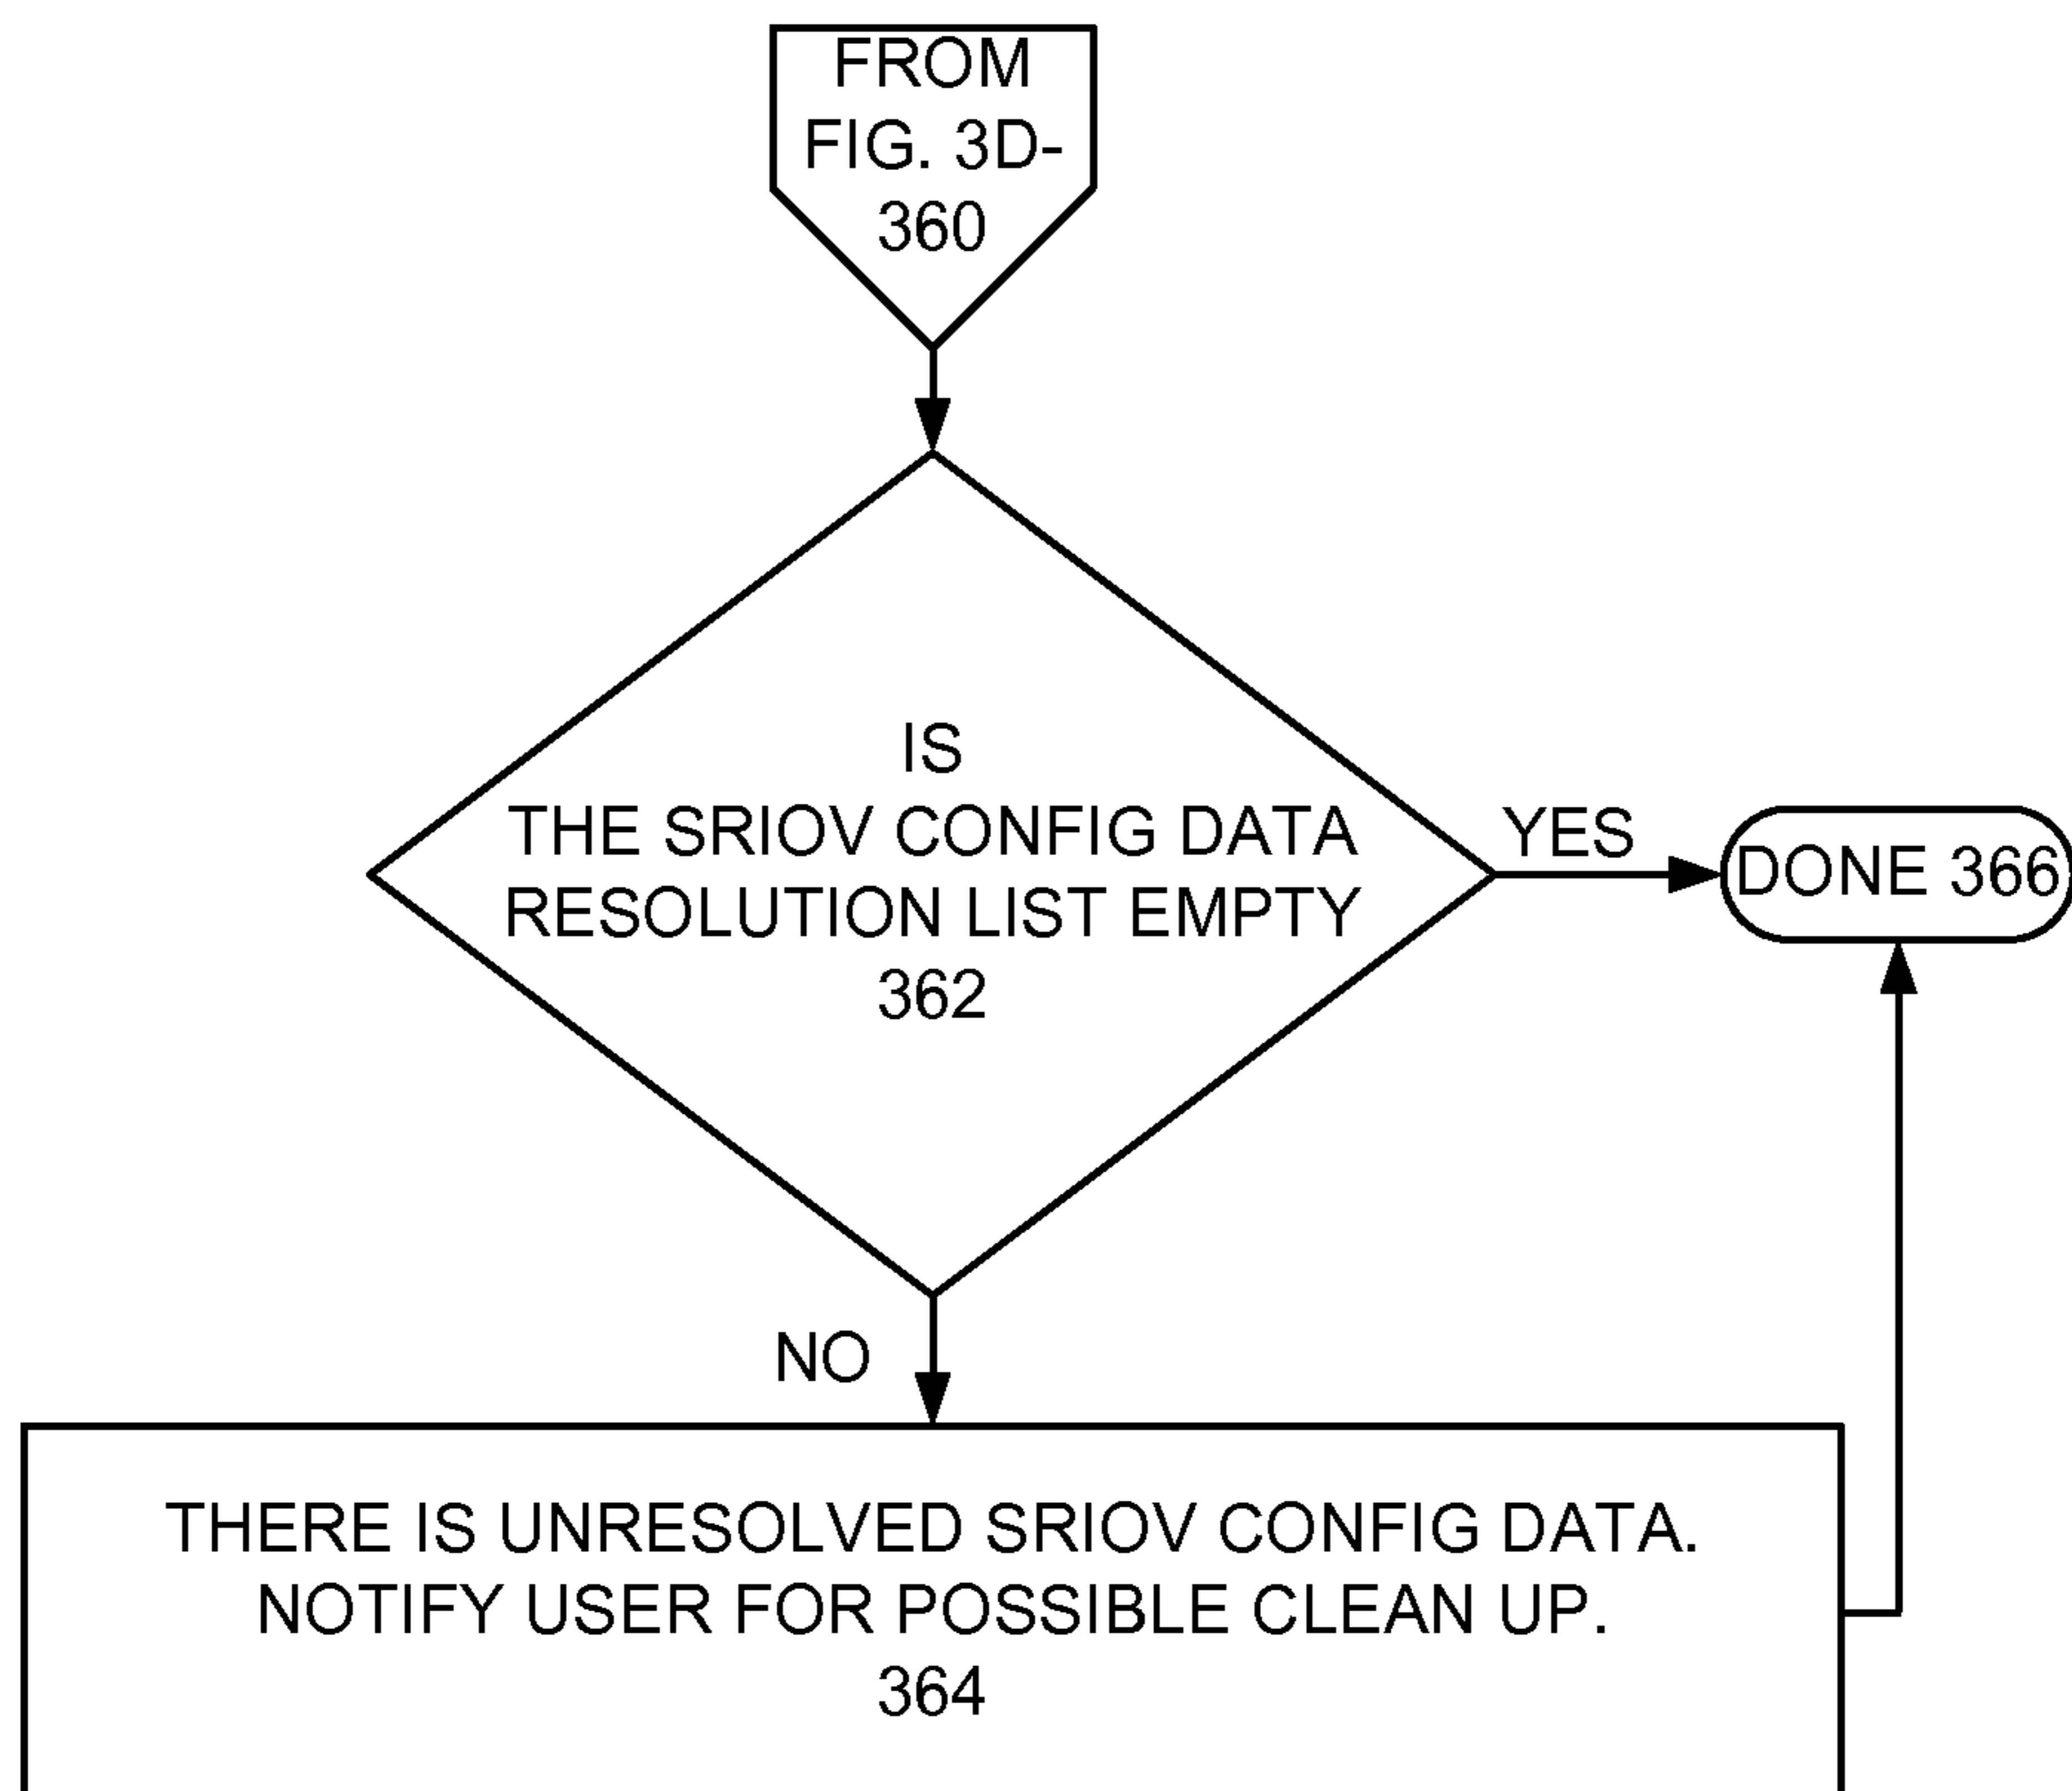 FROM
FIG. 3D-
360
IS
THE SRIOV CONFIG DATA
RESOLUTION LIST EMPTY
362
YES
DONE 366
NO
THERE IS UNRESOLVED SRIOV CONFIG DATA.
NOTIFY USER FOR POSSIBLE CLEAN UP.
364